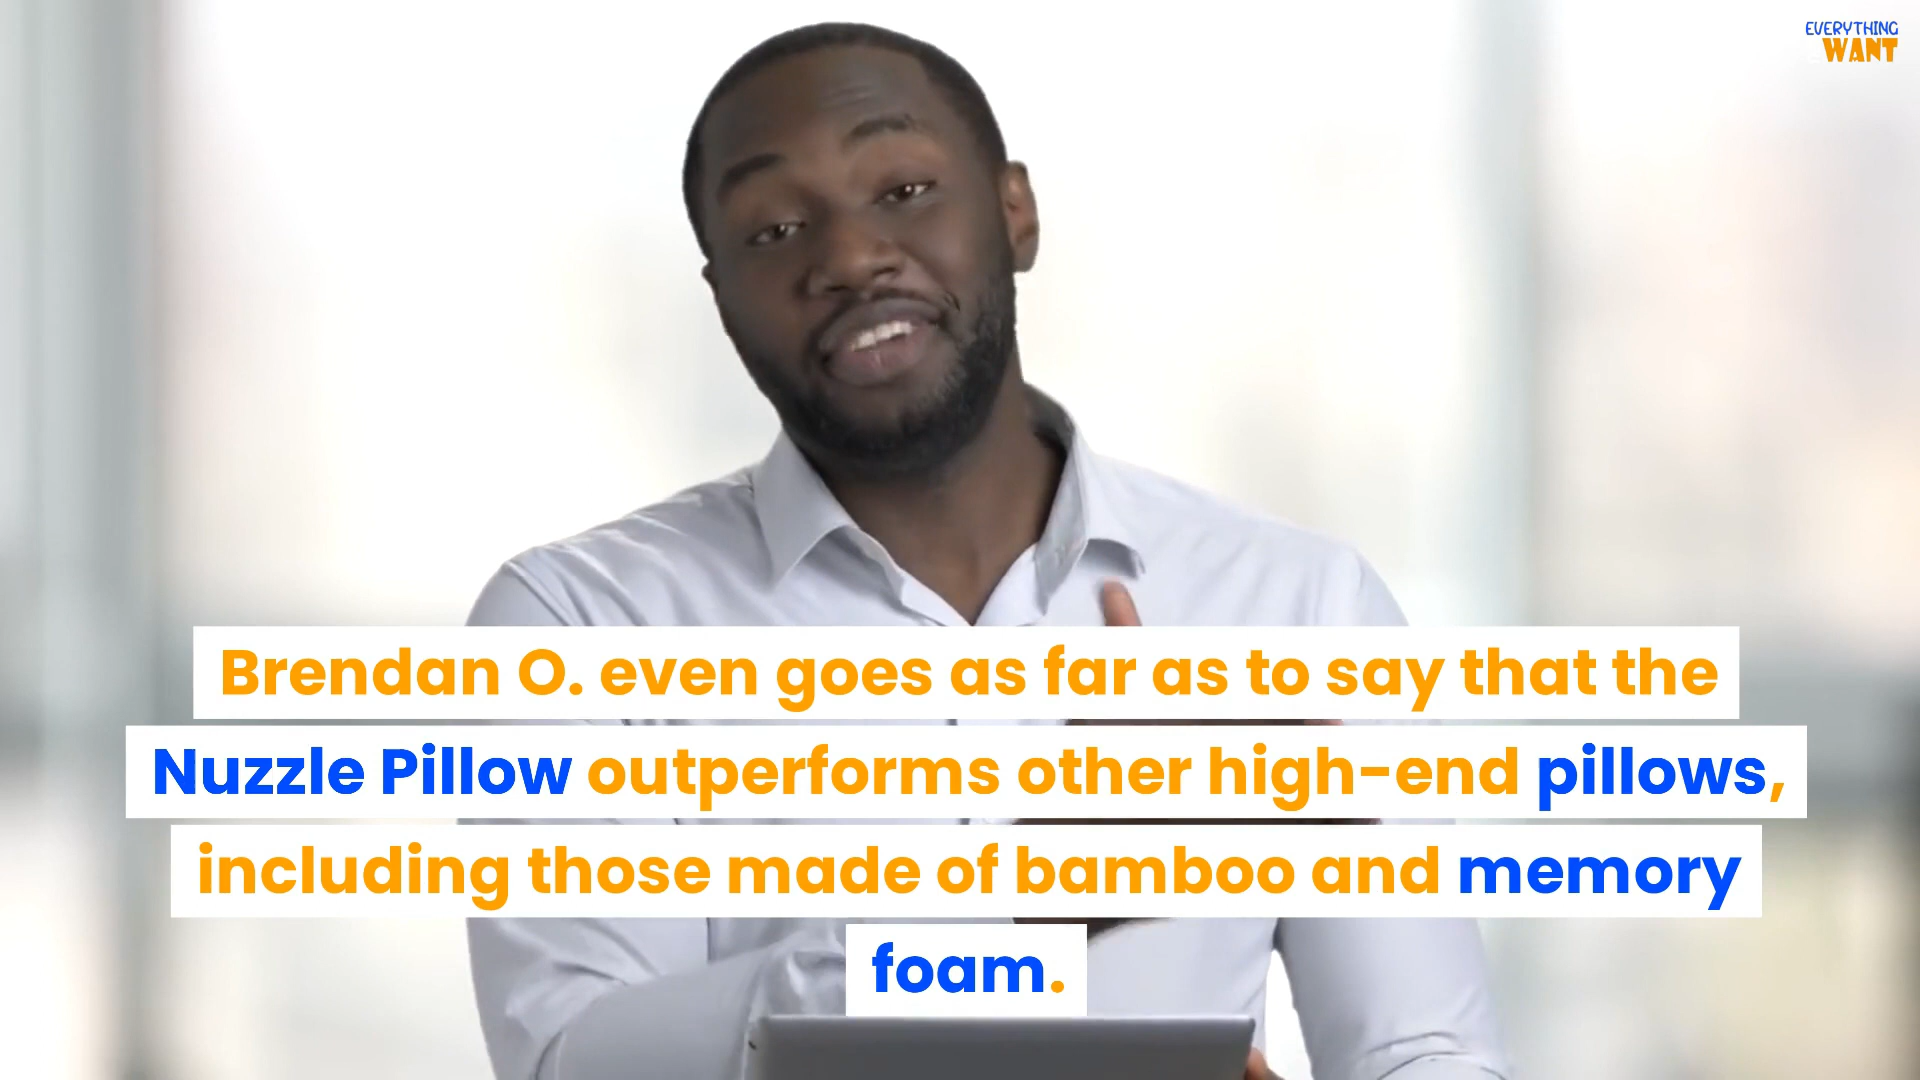 EVERYTHING
WANT
Brendan O. even goes as far as to say that the
Nuzzle Pillow outperforms other high-end pillows,
including those made of bamboo and memory
foam.